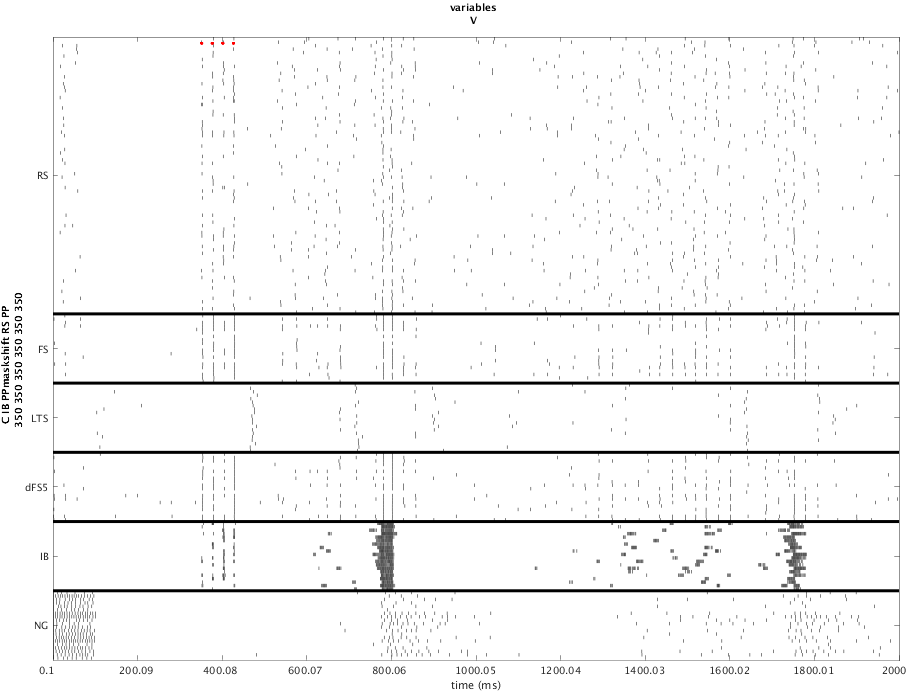 variables
V
C IB PPmaskshift RS PP
350 350 350 350 350 350
RS
FS
LTS
dFS5
IB
NG
0.1 200.09 400.08 600.07 800.06 1000.05 1200.04 1400.03 1600.02 1800.01 2000
time (ms)